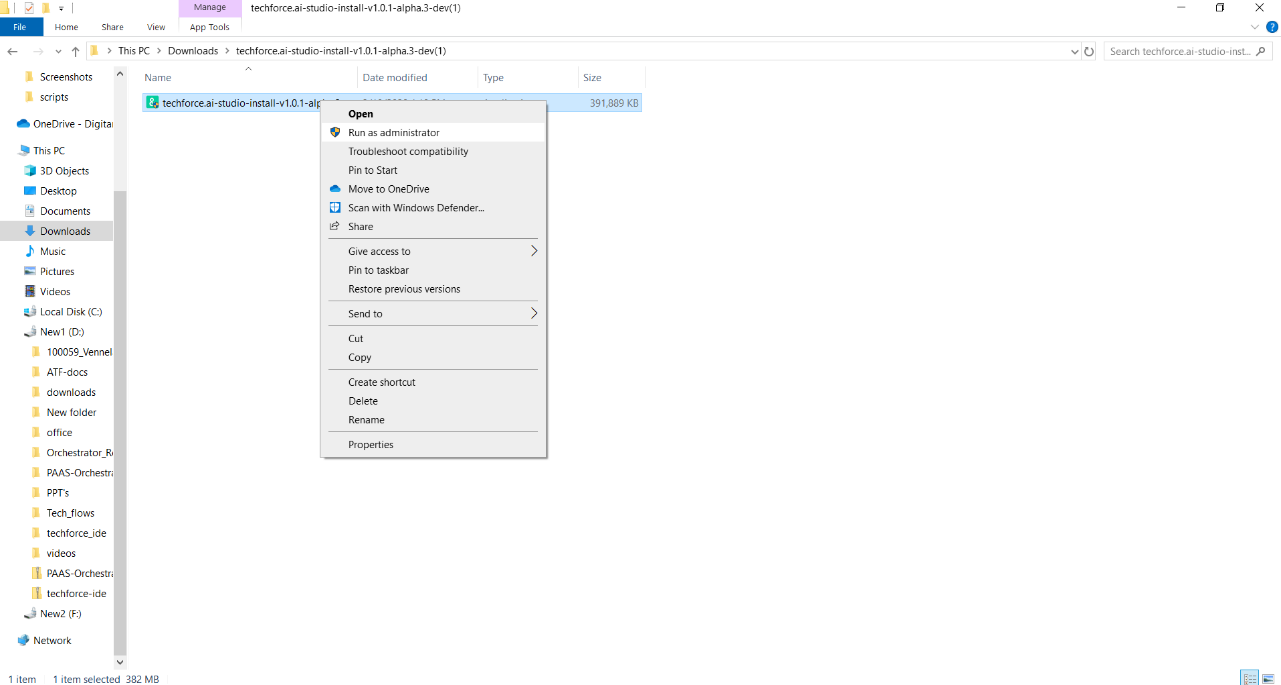 Manage
techforce.ai-studio-install-v1.0.1-alpha.3-dev(1)
File
Home
Share
View
App Tools
This PC
Downloads
techforce.ai-studio-install-v1.0.1-alpha.3-dev(1)
Search techforce.ai-studio-inst...
Name
Date modified
Type
Size
techforce.ai-studio-install-v1.0.1-alp
391,889 KB
Screenshots
scripts
OneDrive - Digita
This PC
3D Objects
Desktop
Documents
Downloads
Music
Pictures
Videos
Local Disk (C:)
New1 (D:)
100059_Vennel
ATF-docs
downloads
New folder
office
Orchestrator_R
PAAS-Orchestra
PPT's
Tech_flows
techforce_ide
videos
PAAS-Orchestra
techforce-ide
New2 (F:)
Network
Open
Run as administrator
Troubleshoot compatibility
Pin to Start
Move to OneDrive
Scan with Windows Defender...
Share
Give access to
Pin to taskbar
Restore previous versions
Send to
Cut
Copy
Create shortcut
Delete
Rename
Properties
1 item
1 item selected 382 MB